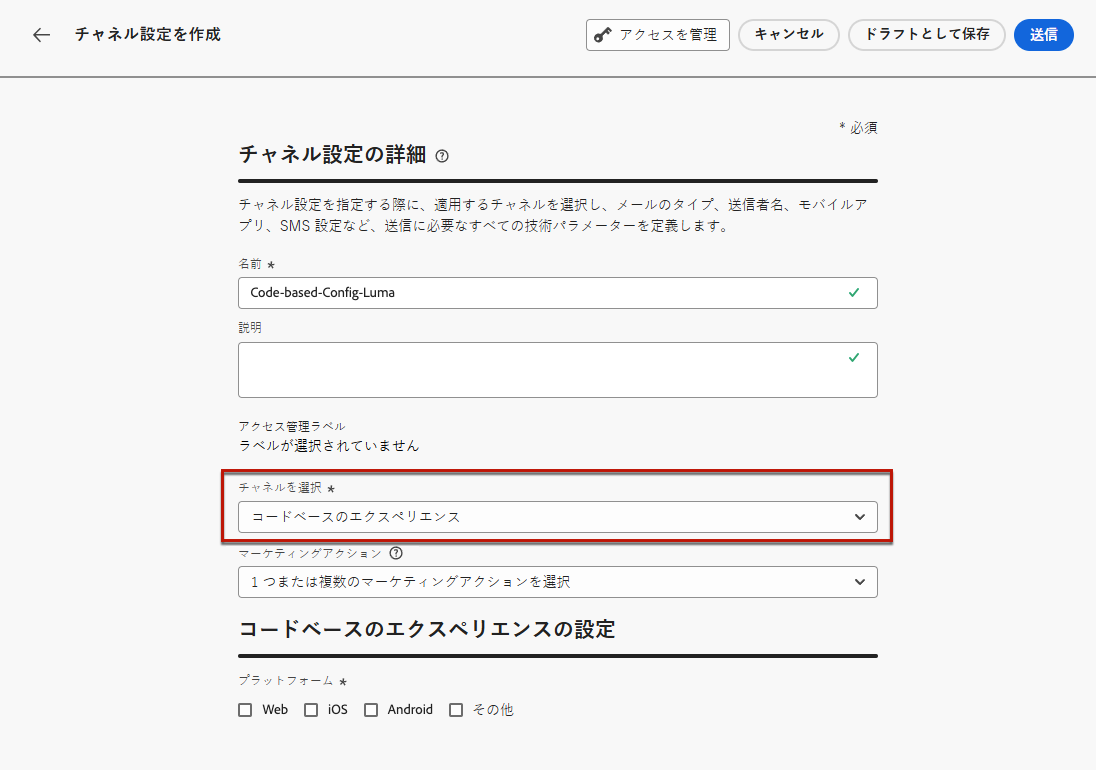 チャネル設定を作成
アクセスを管理
キャンセル
ドラフトとして保存
送信
* 必須
チャネル設定の詳細
チャネル設定を指定する際に、適用するチャネルを選択し、メールのタイプ、送信者名、モバイルア
プリ、SMS 設定など、送信に必要なすべての技術パラメーターを定義します。
名前 *
Code-based-Config-Luma
説明
アクセス管理ラベル
ラベルが選択されていません
チャネルを選択 *
コードベースのエクスペリエンス
マーケティングアクション
1 つまたは複数のマーケティングアクションを選択
コードベースのエクスペリエンスの設定
プラットフォーム *
Web iOS Android その他